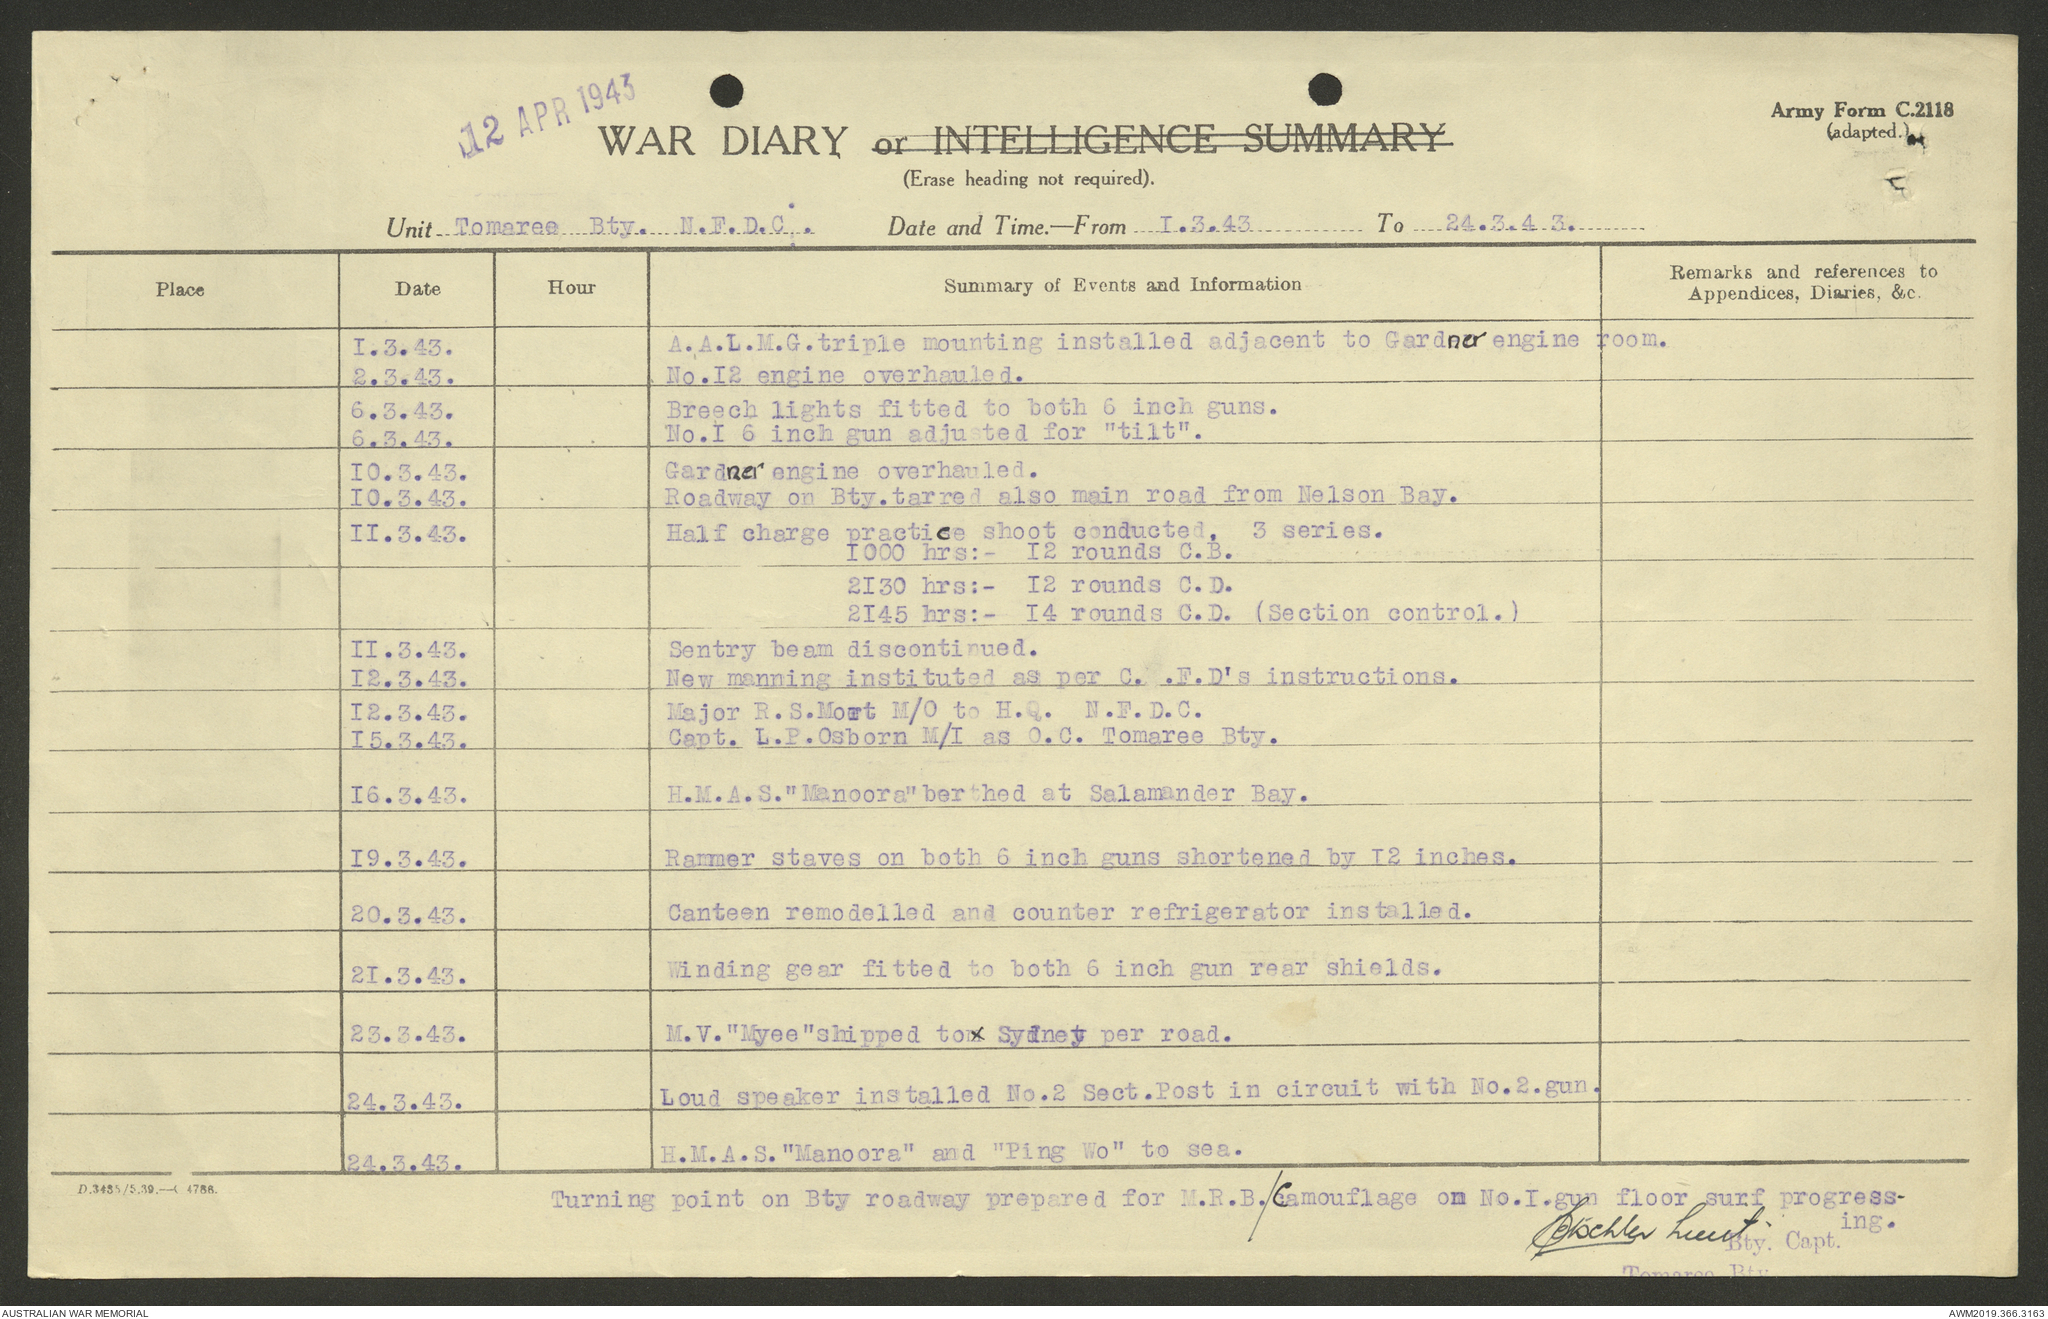 12 APR 1943
Army Form C.2118
(adapted.)
WAR DIARY or INTELLIGENCE SUMMARY
(Erase heading not required).
Unit Tomaree Bty. N.F.D.C. Date and Time.—From I.3.43 To 24.3.4 3.
Place Date Hour Summary of Events and Information Remarks and references to
Appendices, Diaries, &c.
I.3.43. A.A.L.M.G.triple mounting installed adjacent to Gardner engine room.
2.3.43. No.I2 engine overhauled.
6.3.43. Breech lights fitted to both 6 inch guns.
6.3.43. No.I 6 inch gun adjusted for "tilt".
I0.3.43. Gardner engine overhauled.
I0.3.43. Roadway on Bty.tarred also main road from Nelson Bay.
II.3.43. Half charge practice shoot conducted, 3 series.
I000 hrs:- I2 rounds C.B.
2I30 hrs:- I2 rounds C.D.
2I45 hrs:- I4 rounds C.D. (Section control.)
II.3.43. Sentry beam discontinued.
I2.3.43. New manning instituted as per C. .F.D's instructions.
I2.3.43. Major R.S.Mort M/O to H.Q. N.F.D.C.
I5.3.43. Capt. L.P.Osborn M/I as O.C. Tomaree Bty.
I6.3.43. H.M.A.S."Manoora"berthed at Salamander Bay.
I9.3.43. Rammer staves on both 6 inch guns shortened by I2 inches.
20.3.43. Canteen remodelled and counter refrigerator installed.
2I.3.43. Winding gear fitted to both 6 inch gun rear shields.
23.3.43. M.V."Myee"shipped to Sydney per road.
24.3.43. Loud speaker installed No.2 Sect.Post in circuit with No.2.gun.
24.3.43. H.M.A.S."Manoora" and "Ping Wo" to sea.
D.3435/5.39.—C 4786.
Turning point on Bty roadway prepared for M.R.B./Camouflage on No.I.gun floor surf progress-
ing.
Lieut.
Bty. Capt.
Tomaree Bty
AUSTRALIAN WAR MEMORIAL
AWM2019.366.3163